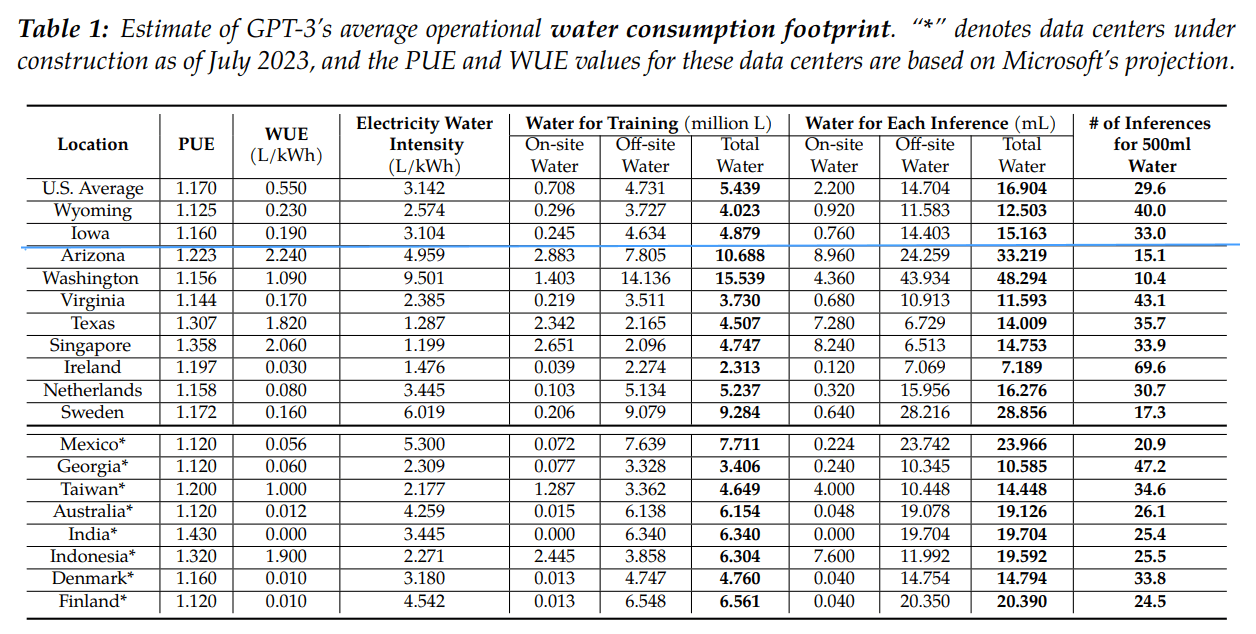 Table 1: Estimate of GPT-3's average operational water consumption footprint. “*” denotes data centers under
construction as of July 2023, and the PUE and WUE values for these data centers are based on Microsoft's projection.
Location PUE WUE (L/kWh) Electricity Water Intensity (L/kWh) Water for Training (million L) Water for Each Inference (mL) # of Inferences for 500ml Water
On-site Water Off-site Water Total Water On-site Water Off-site Water Total Water
U.S. Average 1.170 0.550 3.142 0.708 4.731 5.439 2.200 14.704 16.904 29.6
Wyoming 1.125 0.230 2.574 0.296 3.727 4.023 0.920 11.583 12.503 40.0
Iowa 1.160 0.190 3.104 0.245 4.634 4.879 0.760 14.403 15.163 33.0
Arizona 1.223 2.240 4.959 2.883 7.805 10.688 8.960 24.259 33.219 15.1
Washington 1.156 1.090 9.501 1.403 14.136 15.539 4.360 43.934 48.294 10.4
Virginia 1.144 0.170 2.385 0.219 3.511 3.730 0.680 10.913 11.593 43.1
Texas 1.307 1.820 1.287 2.342 2.165 4.507 7.280 6.729 14.009 35.7
Singapore 1.358 2.060 1.199 2.651 2.096 4.747 8.240 6.513 14.753 33.9
Ireland 1.197 0.030 1.476 0.039 2.274 2.313 0.120 7.069 7.189 69.6
Netherlands 1.158 0.080 3.445 0.103 5.134 5.237 0.320 15.956 16.276 30.7
Sweden 1.172 0.160 6.019 0.206 9.079 9.284 0.640 28.216 28.856 17.3
Mexico* 1.120 0.056 5.300 0.072 7.639 7.711 0.224 23.742 23.966 20.9
Georgia* 1.120 0.060 2.309 0.077 3.328 3.406 0.240 10.345 10.585 47.2
Taiwan* 1.200 1.000 2.177 1.287 3.362 4.649 4.000 10.448 14.448 34.6
Australia* 1.120 0.012 4.259 0.015 6.138 6.154 0.048 19.078 19.126 26.1
India* 1.430 0.000 3.445 0.000 6.340 6.340 0.000 19.704 19.704 25.4
Indonesia* 1.320 1.900 2.271 2.445 3.858 6.304 7.600 11.992 19.592 25.5
Denmark* 1.160 0.010 3.180 0.013 4.747 4.760 0.040 14.754 14.794 33.8
Finland* 1.120 0.010 4.542 0.013 6.548 6.561 0.040 20.350 20.390 24.5